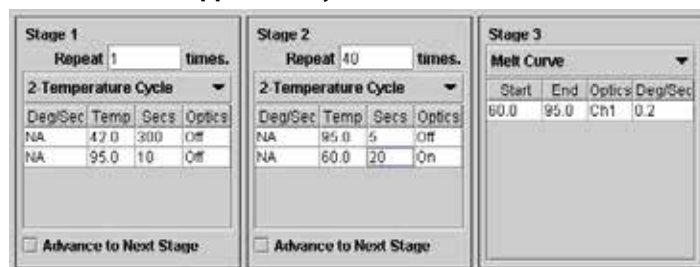 Stage 1
Repeat 1 times.
2-Temperature Cycle
Deg/Sec Temp Secs Optics
NA 42.0 300 Off
NA 95.0 10 Off
Advance to Next Stage
Stage 2
Repeat 40 times.
2-Temperature Cycle
Deg/Sec Temp Secs Optics
NA 95.0 5 Off
NA 60.0 20 On
Advance to Next Stage
Stage 3
Melt Curve
Start End Optics Deg/Sec
60.0 95.0 Ch1 0.2